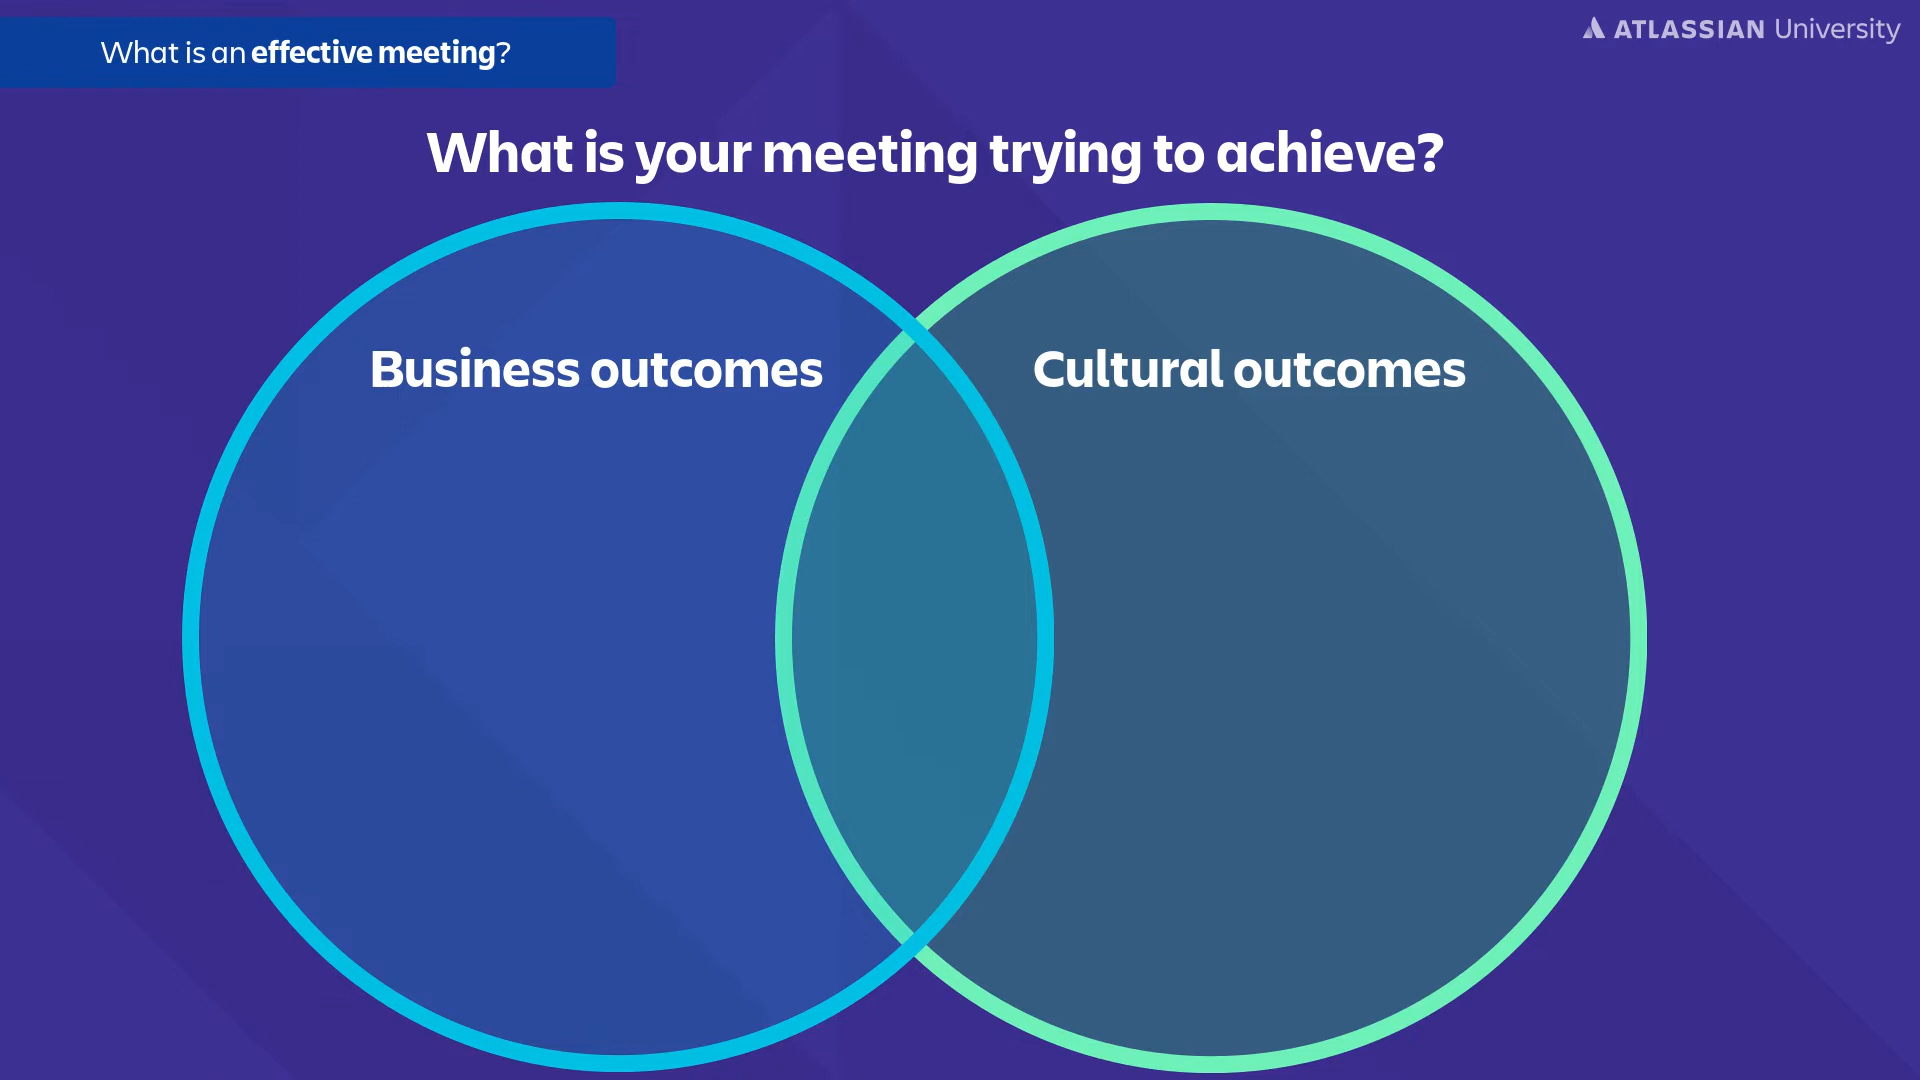 What is an effective meeting?
ATLASSIAN University
What is your meeting trying to achieve?
Business outcomes
Cultural outcomes